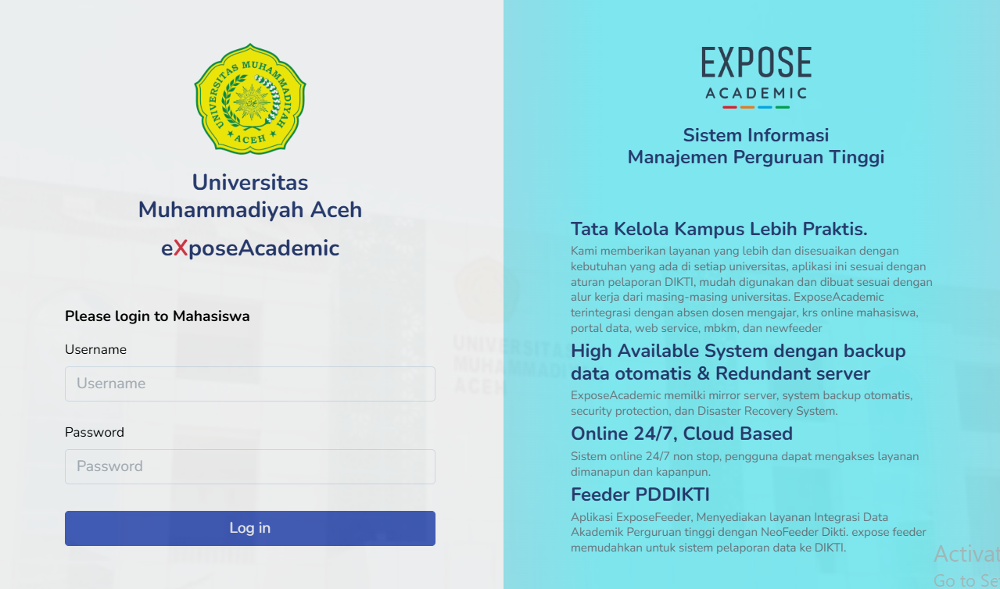 UNIVERSITAS MUHAMMADIYAH
ACEH
Universitas
Muhammadiyah Aceh
eXposeAcademic
Please login to Mahasiswa
Username
Username
Password
Password
Log in
UNIVERSITAS
MUHAMMADIYAH
ACEH
EXPOSE
ACADEMIC
Sistem Informasi
Manajemen Perguruan Tinggi
Tata Kelola Kampus Lebih Praktis.
Kami memberikan layanan yang lebih dan disesuaikan dengan
kebutuhan yang ada di setiap universitas, aplikasi ini sesuai dengan
aturan pelaporan DIKTI, mudah digunakan dan dibuat sesuai dengan
alur kerja dari masing-masing universitas. ExposeAcademic
terintegrasi dengan absen dosen mengajar, krs online mahasiswa,
portal data, web service, mbkm, dan newfeeder
High Available System dengan backup
data otomatis & Redundant server
ExposeAcademic memilki mirror server, system backup otomatis,
security protection, dan Disaster Recovery System.
Online 24/7, Cloud Based
Sistem online 24/7 non stop, pengguna dapat mengakses layanan
dimanapun dan kapanpun.
Feeder PDDIKTI
Aplikasi ExposeFeeder, Menyediakan layanan Integrasi Data
Akademik Perguruan tinggi dengan NeoFeeder Dikti. expose feeder
memudahkan untuk sistem pelaporan data ke DIKTI.
Activat
Go to Se